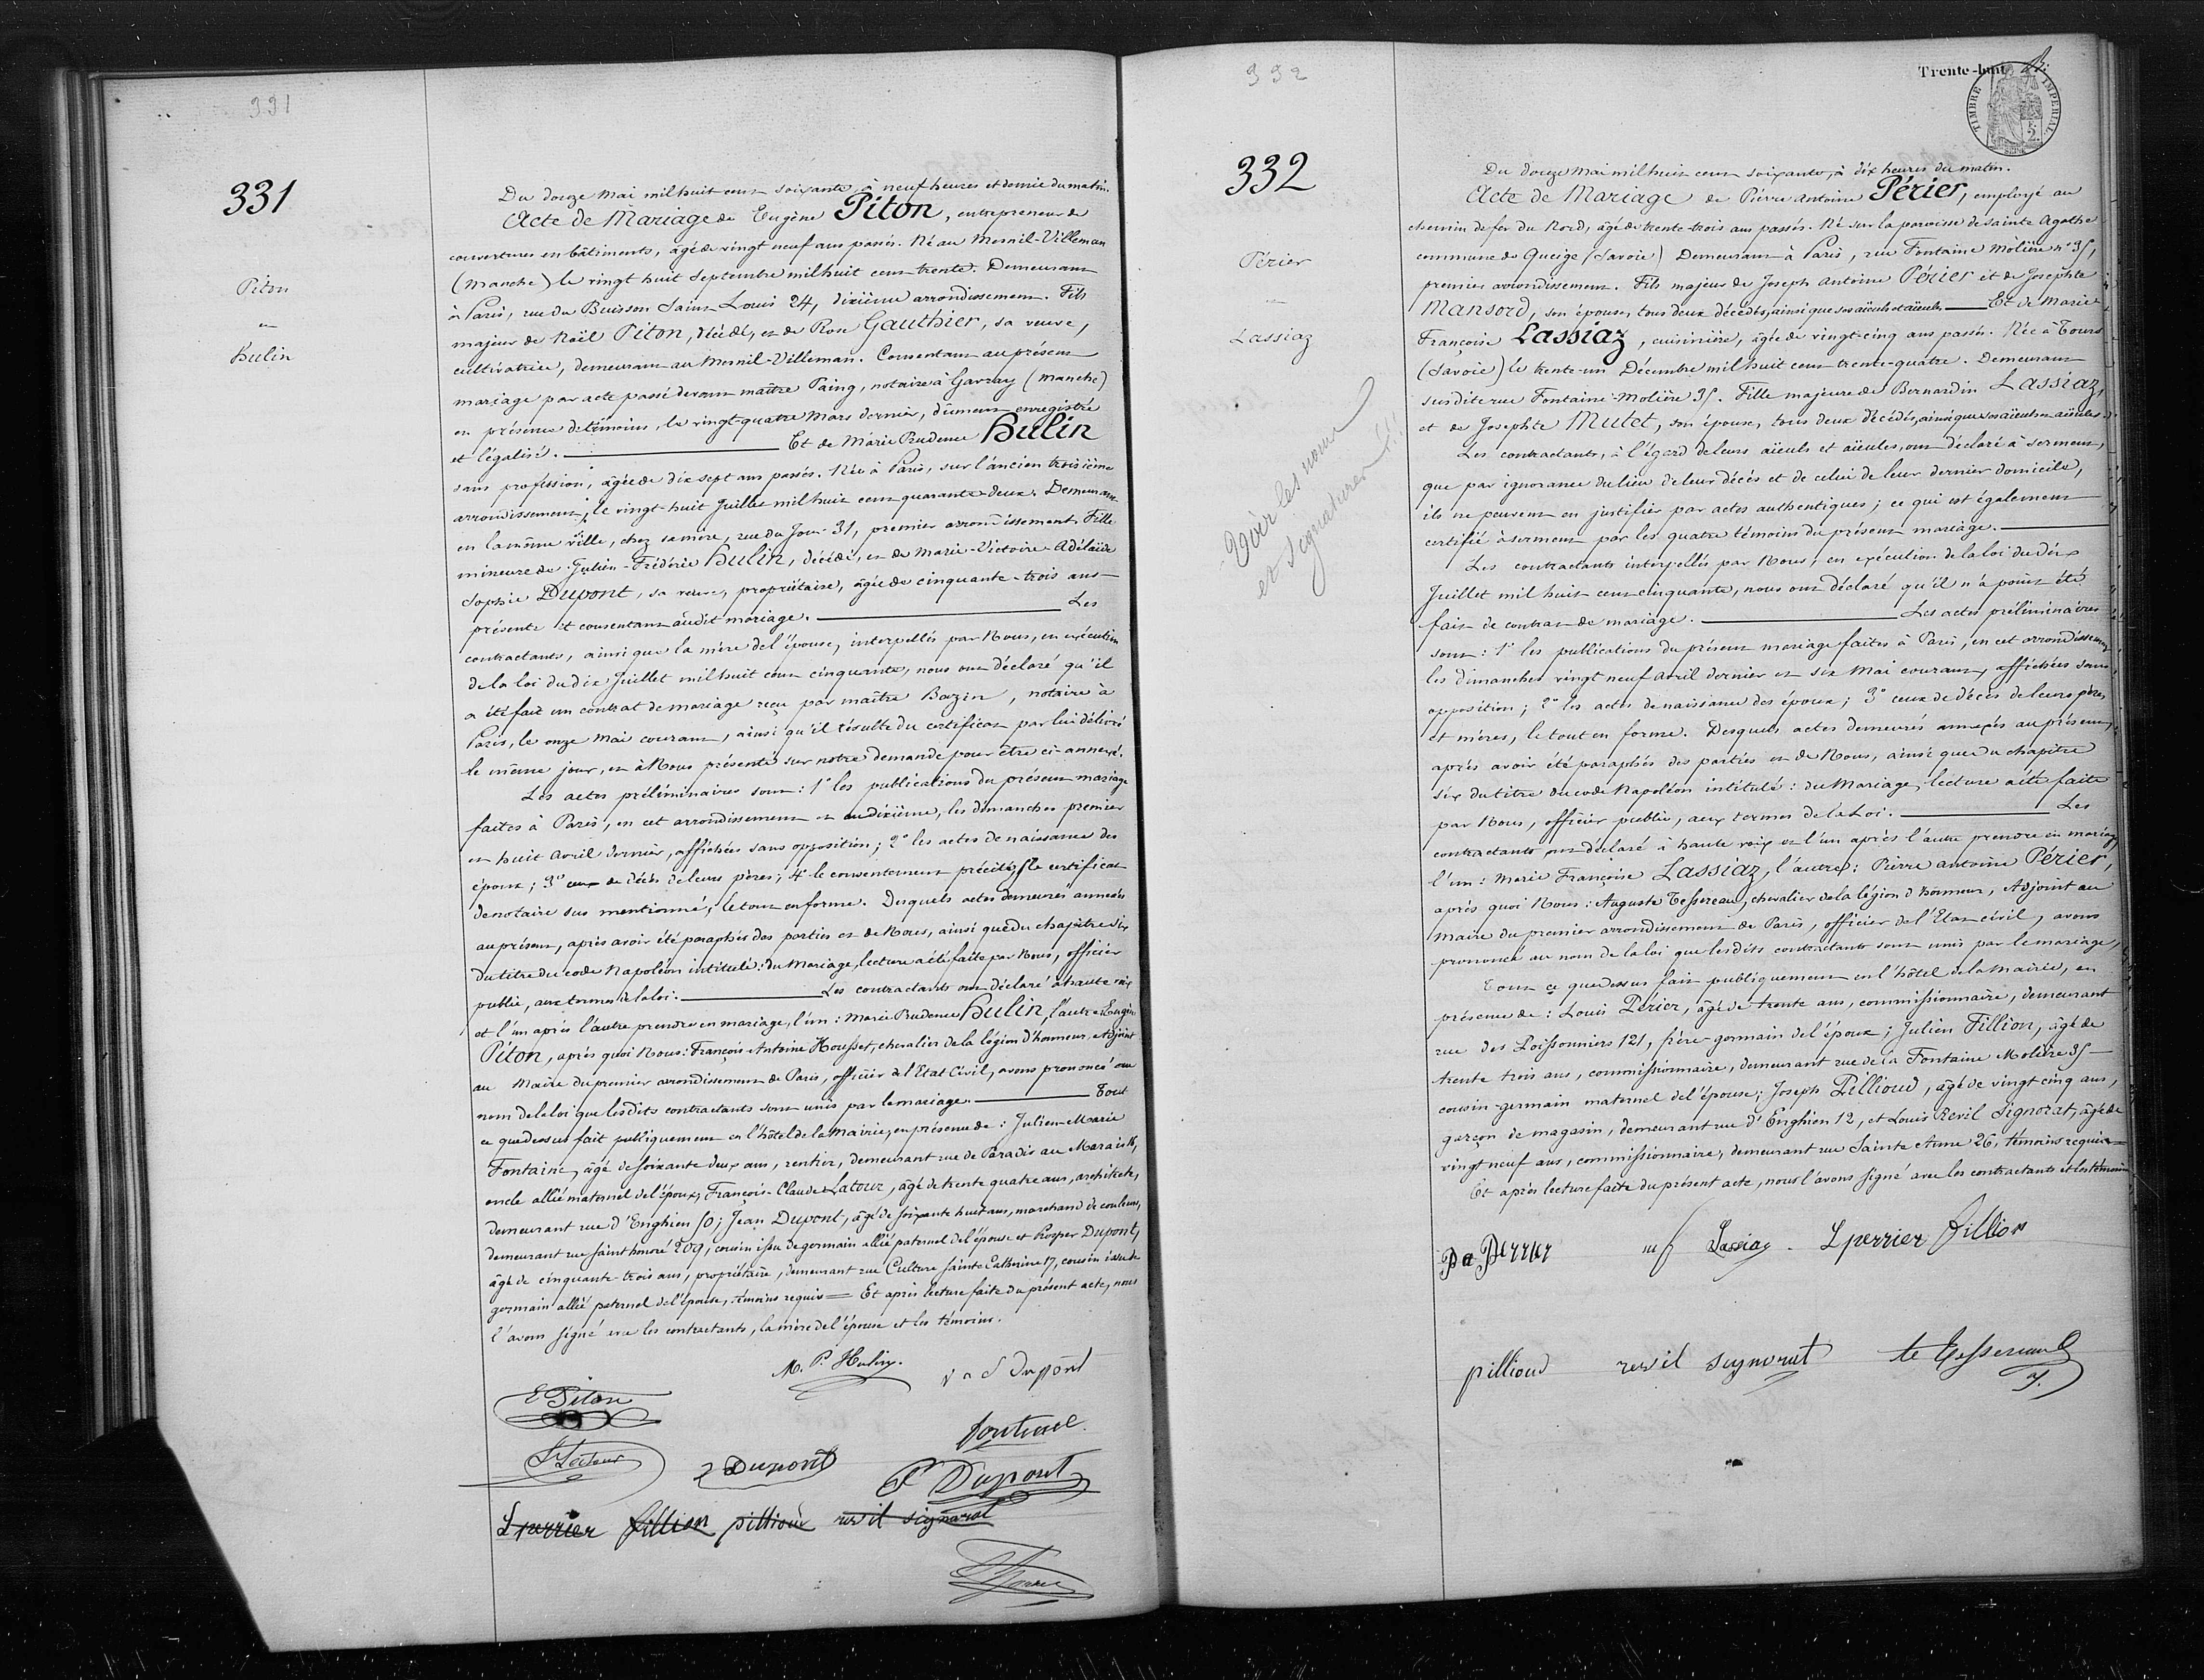 331
331
Piton
et
Hulin
Du douze Mai mil huit cent soixante, à neuf heures et demie du matin.
Acte de Mariage de Eugène Piton, entrepreneur de
couvertures en bâtiments, âgé de vingt neuf ans passés. Né au Mesnil-Villeman
(Manche) le vingt huit Septembre mil huit cent trente. Demeurant
à Paris, rue du Buisson Saint Louis 24, dixième arrondissement. Fils
majeur de Noël Piton, décédé, et de Rose Gauthier, sa veuve,
cultivatrice, demeurant au Mesnil-Villeman. Consentant au présent
mariage par acte passé devant maître Paing, notaire à Gavray (Manche)
en présence de témoins, le vingt-quatre Mars dernier, dûment enregistré
et légalisé. Et de Marie Prudence Hulin
sans profession, âgée de dix sept ans passés. Née à Paris, sur l'ancien troisième
arrondissement, le vingt-huit Juillet mil huit cent quarante deux. Demeurant
en la même ville, chez sa mère, rue du Jour 31, premier arrondissement. Fille
mineure de Julien-Frédéric Hulin, décédé, et de Marie-Victoire-Adélaïde
Sophie Dupont, sa veuve, propriétaire, âgée de cinquante-trois ans
présente et consentant audit mariage. Les
contractants, ainsi que la mère de l'épouse, interpellés par Nous, en exécution
de la loi du dix Juillet mil huit cent cinquante, nous ont déclaré qu'il
a été fait un contrat de mariage reçu par maître Bazin, notaire à
Paris, le onze Mai courant, ainsi qu'il résulte du certificat par lui délivré
le même jour, et à Nous présenté sur notre demande pour être ci-annexé.
Les actes préliminaires sont : 1° les publications du présent mariage
faites à Paris, en cet arrondissement et au dixième, les dimanches premier
et huit Avril dernier, affichées sans opposition ; 2° les actes de naissance des
époux ; 3° ceux de décès de leurs pères ; 4° le consentement précité, le certificat
de notaire sus mentionné ; le tout en forme. Desquels actes demeurés annexés
au présent, après avoir été paraphés des parties et de Nous, ainsi que du chapitre six
du titre du code Napoléon intitulé : du Mariage, lecture a été faite par Nous, officier
public, aux termes de la loi. Les contractants ont déclaré à haute voix
et l'un après l'autre prendre en mariage, l'un : Marie Prudence Hulin, l'autre : Eugène
Piton, après quoi Nous : François Antoine Housset, chevalier de la légion d'honneur, Adjoint
au Maire du premier arrondissement de Paris, officier de l'Etat Civil, avons prononcé au
nom de la loi que lesdits contractants sont unis par le mariage. Tout
ce que dessus fait publiquement en l'hôtel de la Mairie, en présence de : Julien Marie
Fontaine, âgé de soixante deux ans, rentier, demeurant rue de Paradis au Marais 16,
oncle allié maternel de l'époux, François-Claude Latour, âgé de trente quatre ans, architecte,
demeurant rue d'Enghien 50 ; Jean Dupont, âgé de soixante huit ans, marchand de couleurs,
demeurant rue Saint honoré 209, cousin issu de germain allié paternel de l'épouse et Prosper Dupont,
âgé de cinquante-trois ans, propriétaire, demeurant rue Culture Sainte Catherine 17, cousin issu de
germain allié paternel de l'épouse, témoins requis = Et après lecture faite du présent acte, nous
l'avons signé avec les contractants, la mère de l'épouse et les témoins.
M. P. Hulin.
E Piton
Dupont
Latour
Dupont
P Dupont
L perrier fillion pillioud revil signorat
332
Trente-huit
TIMBRE IMPERIAL
332
Périer
et
Lassiaz
Voir les noms
et signatures !!
Du douze Mai mil huit cent soixante, à dix heures du matin.
Acte de Mariage de Pierre Antoine Périer, employé au
chemin de fer du Nord, âgé de trente-trois ans passés. Né sur la paroisse de Sainte Agathe
commune de Queige (Savoie) Demeurant à Paris, rue Fontaine Molière n° 35,
premier arrondissement. Fils majeur de Joseph Antoine Périer et de Josephte
Mansord, son épouse, tous deux décédés, ainsi que ses aïeuls et aïeules. Et de Marie
Françoise Lassiaz, cuisinière, âgée de vingt-cinq ans passés. Née à Tours
(Savoie) le trente-un Décembre mil huit cent trente-quatre. Demeurant
susdite rue Fontaine-Molière 35. Fille majeure de Bernardin Lassiaz,
et de Josephte Mutet, son épouse, tous deux décédés, ainsi que ses aïeuls et aïeules.
Les contractants, à l'égard de leurs aïeuls et aïeules, ont déclaré à serment,
que par ignorance du lieu de leur décès et de celui de leur dernier domicile,
ils ne peuvent en justifier par actes authentiques ; ce qui est également
certifié à serment par les quatre témoins du présent mariage.
Les contractants interpellés par Nous, en exécution de la loi du dix
Juillet mil huit cent cinquante, nous ont déclaré qu'il n'a point été
fait de contrat de mariage. Les actes préliminaires
sont : 1° les publications du présent mariage faites à Paris, en cet arrondissement
les dimanches vingt neuf Avril dernier et six Mai courant, affichées sans
opposition ; 2° les actes de naissance des époux ; 3° ceux de décès de leurs pères
et mères, le tout en forme. Desquels actes demeurés annexés au présent,
après avoir été paraphés des parties et de Nous, ainsi que du chapitre
six du titre du code Napoléon intitulé : du Mariage, lecture a été faite
par Nous, officier public, aux termes de la Loi. Les
contractants ont déclaré à haute voix et l'un après l'autre prendre en mariage
l'un : Marie Françoise Lassiaz, l'autre : Pierre Antoine Périer,
après quoi Nous : Auguste Tessereau, chevalier de la légion d'honneur, Adjoint au
Maire du premier arrondissement de Paris, officier de l'Etat civil, avons
prononcé au nom de la loi que lesdits contractants sont unis par le mariage,
Tout ce que dessus fait publiquement en l'hôtel de la Mairie, en
présence de : Louis Périer, âgé de trente ans, commissionnaire, demeurant
rue des Poissonniers 121, frère-germain de l'époux ; Julien Fillion, âgé de
trente trois ans, commissionnaire, demeurant rue de la Fontaine Molière 35
cousin-germain maternel de l'épouse ; Joseph Pillioud, âgé de vingt cinq ans,
garçon de magasin, demeurant rue d'Enghien 12, et Louis Revil Signorat, âgé de
vingt neuf ans, commissionnaire, demeurant rue Sainte Anne 26, témoins requis =
Et après lecture faite du présent acte, nous l'avons signé avec les contractants et les témoins
Pa Perrier mf Lassiaz. L perrier fillion
pillioud revil signorat Ate Tessereau